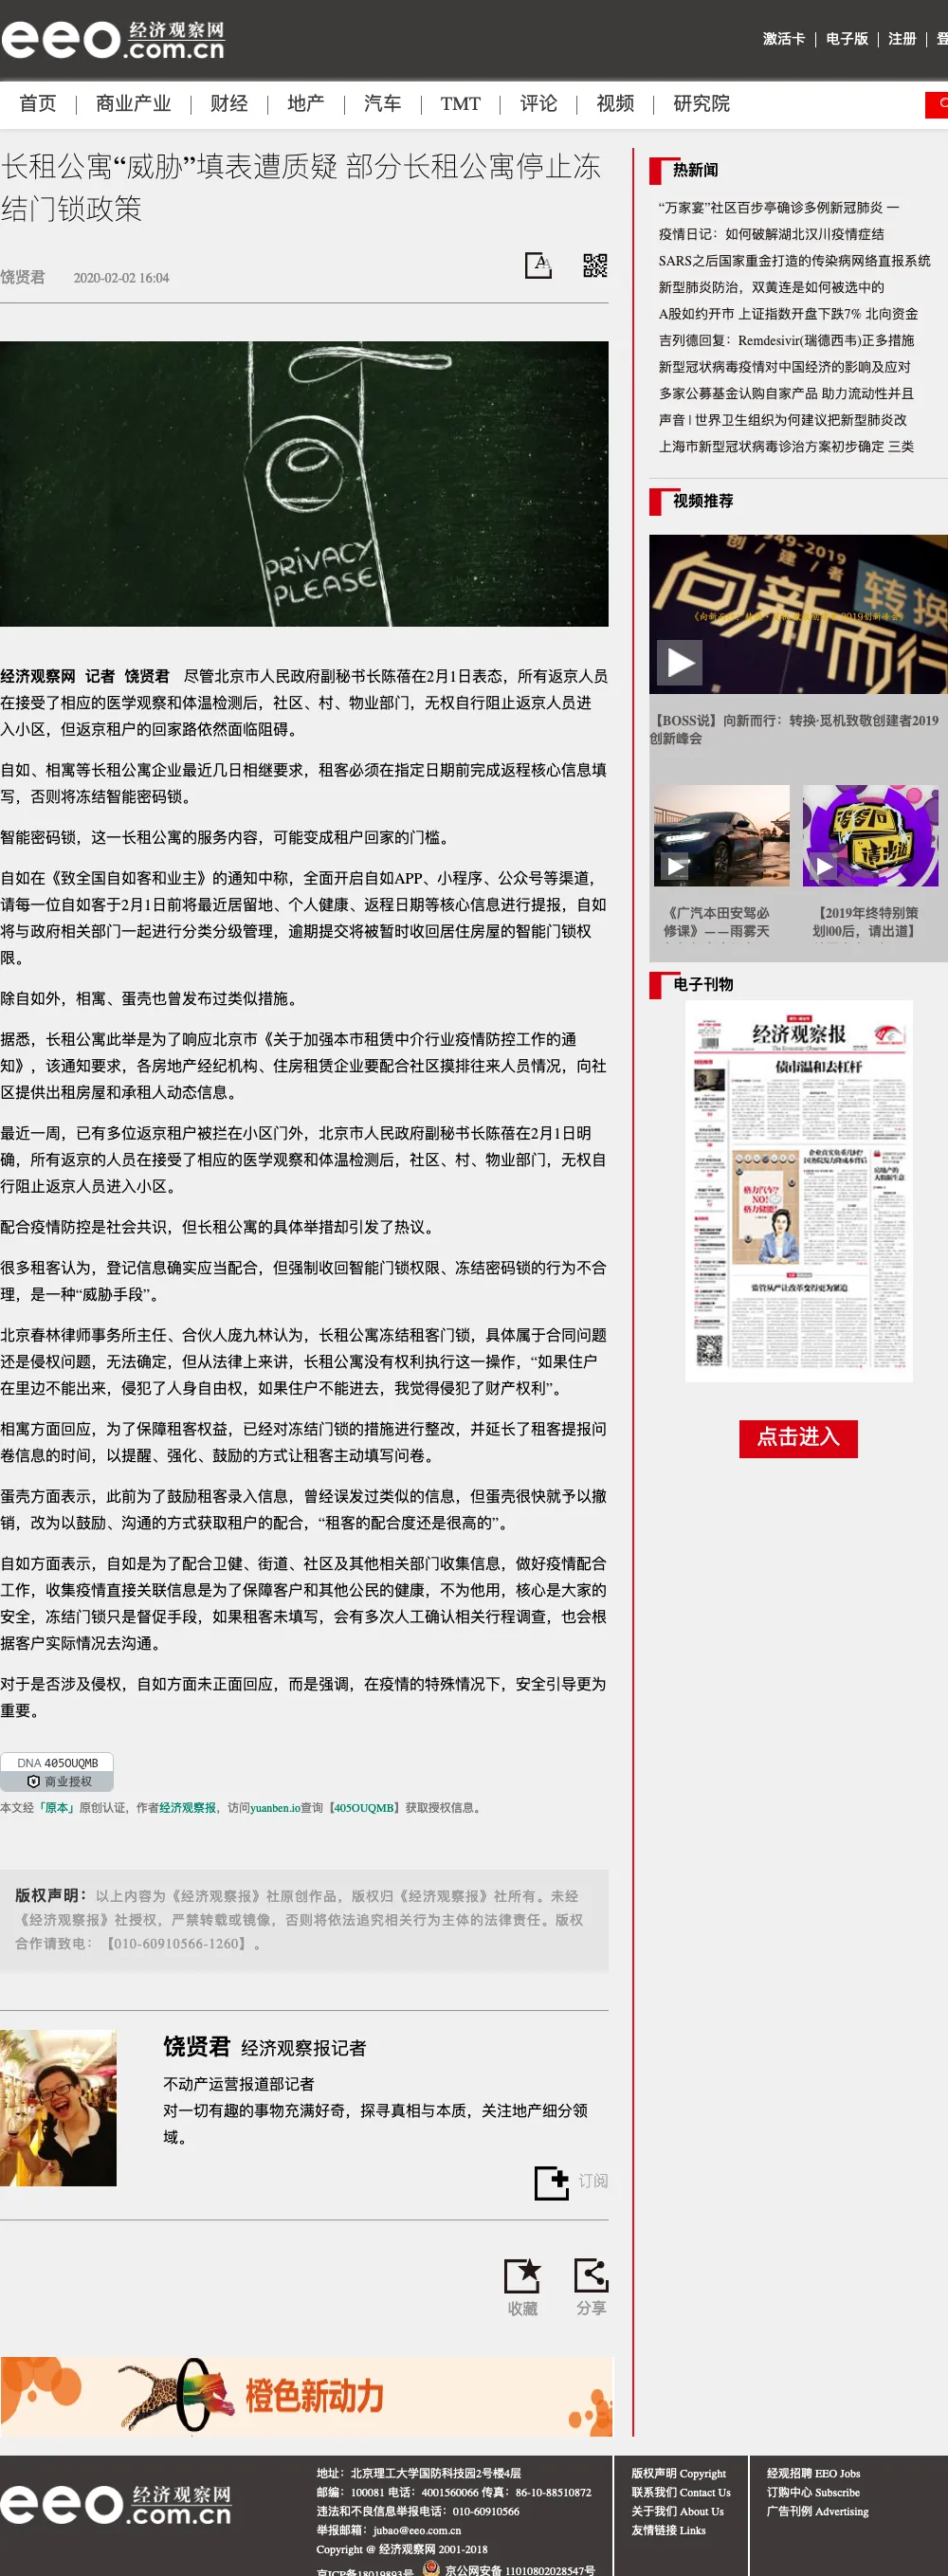 eeo 经济观察网
.com.cn
激活卡 | 电子版 | 注册 |
首页 | 商业产业 | 财经 | 地产 | 汽车 | TMT | 评论 | 视频 | 研究院
长租公寓“威胁”填表遭质疑 部分长租公寓停止冻
结门锁政策
饶贤君 2020-02-02 16:04
PRIVACY
PLEASE
经济观察网 记者 饶贤君 尽管北京市人民政府副秘书长陈蓓在2月1日表态，所有返京人员
在接受了相应的医学观察和体温检测后，社区、村、物业部门，无权自行阻止返京人员进
入小区，但返京租户的回家路依然面临阻碍。
自如、相寓等长租公寓企业最近几日相继要求，租客必须在指定日期前完成返程核心信息填
写，否则将冻结智能密码锁。
智能密码锁，这一长租公寓的服务内容，可能变成租户回家的门槛。
自如在《致全国自如客和业主》的通知中称，全面开启自如APP、小程序、公众号等渠道，
请每一位自如客于2月1日前将最近居留地、个人健康、返程日期等核心信息进行提报，自如
将与政府相关部门一起进行分类分级管理，逾期提交将被暂时收回居住房屋的智能门锁权
限。
除自如外，相寓、蛋壳也曾发布过类似措施。
据悉，长租公寓此举是为了响应北京市《关于加强本市租赁中介行业疫情防控工作的通
知》，该通知要求，各房地产经纪机构、住房租赁企业要配合社区摸排往来人员情况，向社
区提供出租房屋和承租人动态信息。
最近一周，已有多位返京租户被拦在小区门外，北京市人民政府副秘书长陈蓓在2月1日明
确，所有返京的人员在接受了相应的医学观察和体温检测后，社区、村、物业部门，无权自
行阻止返京人员进入小区。
配合疫情防控是社会共识，但长租公寓的具体举措却引发了热议。
很多租客认为，登记信息确实应当配合，但强制收回智能门锁权限、冻结密码锁的行为不合
理，是一种“威胁手段”。
北京春林律师事务所主任、合伙人庞九林认为，长租公寓冻结租客门锁，具体属于合同问题
还是侵权问题，无法确定，但从法律上来讲，长租公寓没有权利执行这一操作，“如果住户
在里边不能出来，侵犯了人身自由权，如果住户不能进去，我觉得侵犯了财产权利”。
相寓方面回应，为了保障租客权益，已经对冻结门锁的措施进行整改，并延长了租客提报问
卷信息的时间，以提醒、强化、鼓励的方式让租客主动填写问卷。
蛋壳方面表示，此前为了鼓励租客录入信息，曾经误发过类似的信息，但蛋壳很快就予以撤
销，改为以鼓励、沟通的方式获取租户的配合，“租客的配合度还是很高的”。
自如方面表示，自如是为了配合卫健、街道、社区及其他相关部门收集信息，做好疫情配合
工作，收集疫情直接关联信息是为了保障客户和其他公民的健康，不为他用，核心是大家的
安全，冻结门锁只是督促手段，如果租客未填写，会有多次人工确认相关行程调查，也会根
据客户实际情况去沟通。
对于是否涉及侵权，自如方面未正面回应，而是强调，在疫情的特殊情况下，安全引导更为
重要。
DNA 405OUQMB
商业授权
本文经「原本」原创认证，作者经济观察报，访问yuanben.io查询【405OUQMB】获取授权信息。
版权声明：以上内容为《经济观察报》社原创作品，版权归《经济观察报》社所有。未经
《经济观察报》社授权，严禁转载或镜像，否则将依法追究相关行为主体的法律责任。版权
合作请致电：【010-60910566-1260】。
饶贤君 经济观察报记者
不动产运营报道部记者
对一切有趣的事物充满好奇，探寻真相与本质，关注地产细分领
域。
订阅
收藏 分享
橙色新动力
热新闻
“万家宴”社区百步亭确诊多例新冠肺炎 一
疫情日记：如何破解湖北汉川疫情症结
SARS之后国家重金打造的传染病网络直报系统
新型肺炎防治，双黄连是如何被选中的
A股如约开市 上证指数开盘下跌7% 北向资金
吉列德回复：Remdesivir(瑞德西韦)正多措施
新型冠状病毒疫情对中国经济的影响及应对
多家公募基金认购自家产品 助力流动性并且
声音 | 世界卫生组织为何建议把新型肺炎改
上海市新型冠状病毒诊治方案初步确定 三类
视频推荐
1949-2019
创/建/者
向新而行
转换
【BOSS说】向新而行：转换·觅机致敬创建者2019
创新峰会
《广汽本田安驾必
修课》——雨雾天
请出道
【2019年终特别策
划|00后，请出道】
电子刊物
经济观察报
The Economic Observer
债市温和去杠杆
格力汽车?
NO!
格力储能!
监管从严让改革变得更为紧迫
点击进入
eeo 经济观察网
.com.cn
地址：北京理工大学国防科技园2号楼4层
邮编：100081 电话：4001560066 传真：86-10-88510872
违法和不良信息举报电话：010-60910566
举报邮箱：jubao@eeo.com.cn
Copyright @ 经济观察网 2001-2018
京ICP备18019893号 京公网安备 11010802028547号
版权声明 Copyright
联系我们 Contact Us
关于我们 About Us
友情链接 Links
经观招聘 EEO Jobs
订购中心 Subscribe
广告刊例 Advertising